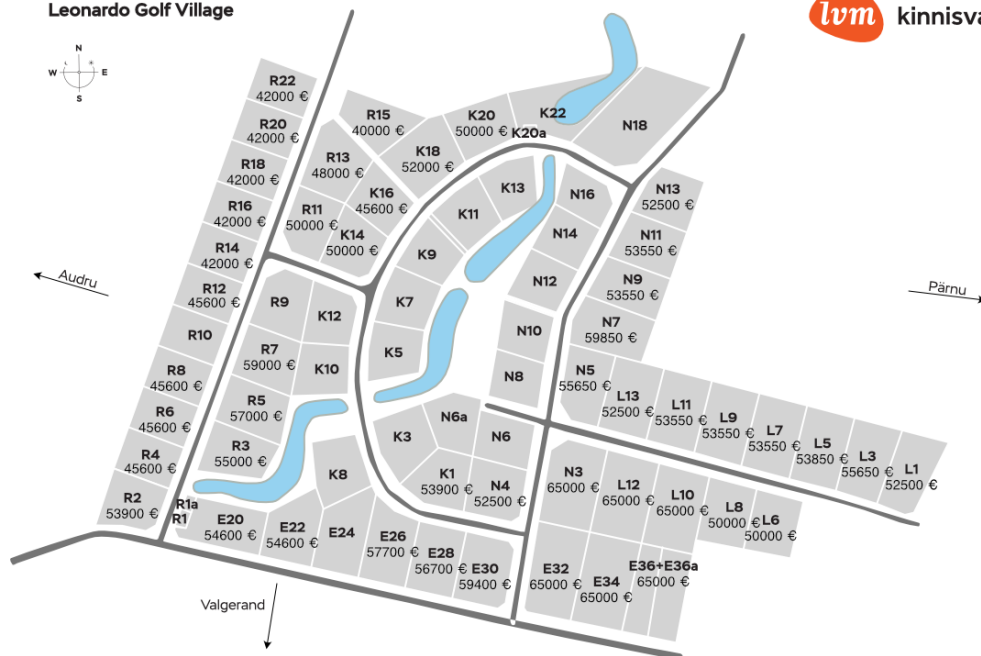 Leonardo Golf Village
lvm kinnisva
N
W E
S
R22
42000 €
R20
42000 €
R18
42000 €
R16
42000 €
R14
42000 €
R12
45600 €
R10
R8
45600 €
R6
45600 €
R4
45600 €
R2
53900 €
R15
40000 €
R13
48000 €
R11
50000 €
K16
45600 €
K14
50000 €
K18
52000 €
K20
50000 €
K20a
K22
N18
K13
K11
K9
K7
K5
N16
N14
N12
N10
N8
N13
52500 €
N11
53550 €
N9
53550 €
N7
59850 €
N5
55650 €
L13
52500 €
L11
53550 €
L9
53550 €
L7
53550 €
L5
53850 €
L3
55650 €
L1
52500 €
Audru
Pärnu
R9
K12
R7
59000 €
K10
R5
57000 €
R3
55000 €
K8
K3
N6a
N6
K1
53900 €
N4
52500 €
R1a
R1
E20
54600 €
E22
54600 €
E24
E26
57700 €
E28
56700 €
E30
59400 €
N3
65000 €
L12
65000 €
L10
65000 €
L8
50000 €
L6
50000 €
E32
65000 €
E34
65000 €
E36+E36a
65000 €
Valgerand